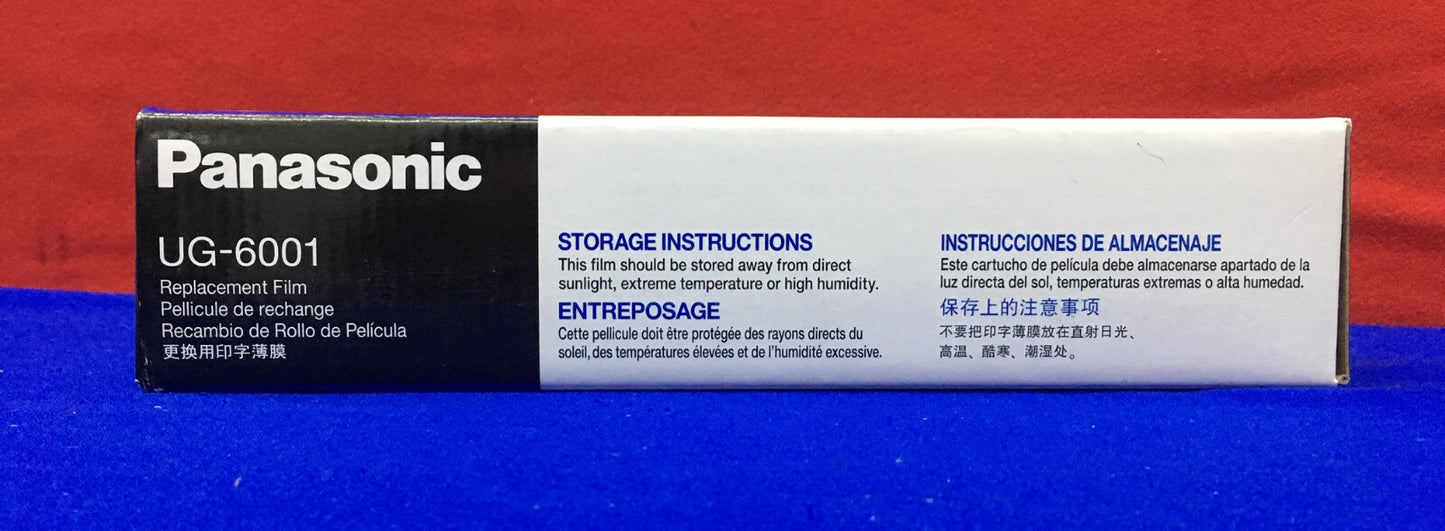 Panasonic
UG-6001
Replacement Film
Pellicule de rechange
Recambio de Rollo de Película
更换用印字薄膜
STORAGE INSTRUCTIONS
This film should be stored away from direct
sunlight, extreme temperature or high humidity.
ENTREPOSAGE
Cette pellicule doit être protégée des rayons directs du
soleil, des températures élevées et de l'humidité excessive.
INSTRUCCIONES DE ALMACENAJE
Este cartucho de película debe almacenarse apartado de la
luz directa del sol, temperaturas extremas o alta humedad.
保存上的注意事项
不要把印字薄膜放在直射日光、
高温、酷寒、潮湿处。